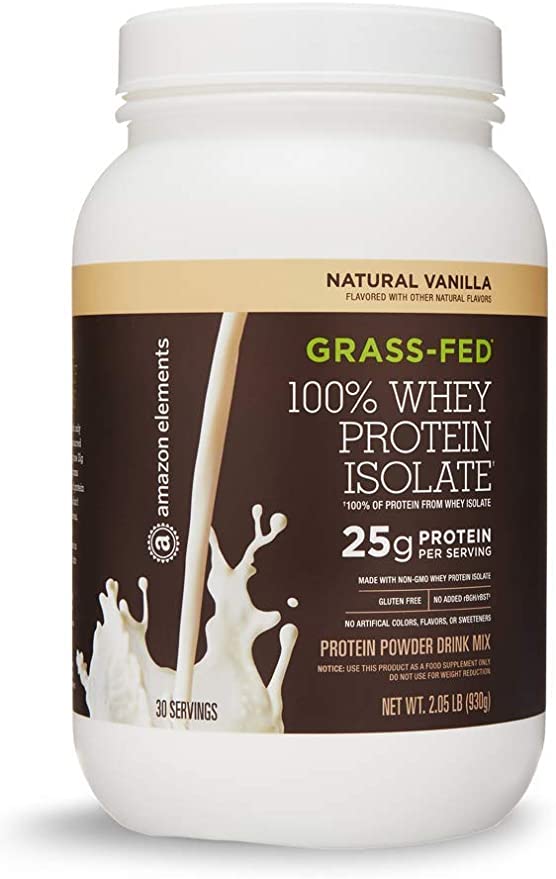 NATURAL VANILLA
FLAVORED WITH OTHER NATURAL FLAVORS
GRASS-FED*
100% WHEY
PROTEIN
ISOLATE†
†100% OF PROTEIN FROM WHEY ISOLATE
25g PROTEIN
PER SERVING
MADE WITH NON-GMO WHEY PROTEIN ISOLATE
GLUTEN FREE | NO ADDED rBGH/rBST
NO ARTIFICIAL COLORS, FLAVORS, OR SWEETENERS
PROTEIN POWDER DRINK MIX
NOTICE: USE THIS PRODUCT AS A FOOD SUPPLEMENT ONLY
DO NOT USE FOR WEIGHT REDUCTION
NET WT. 2.05 LB (930g)
30 SERVINGS
a amazon elements